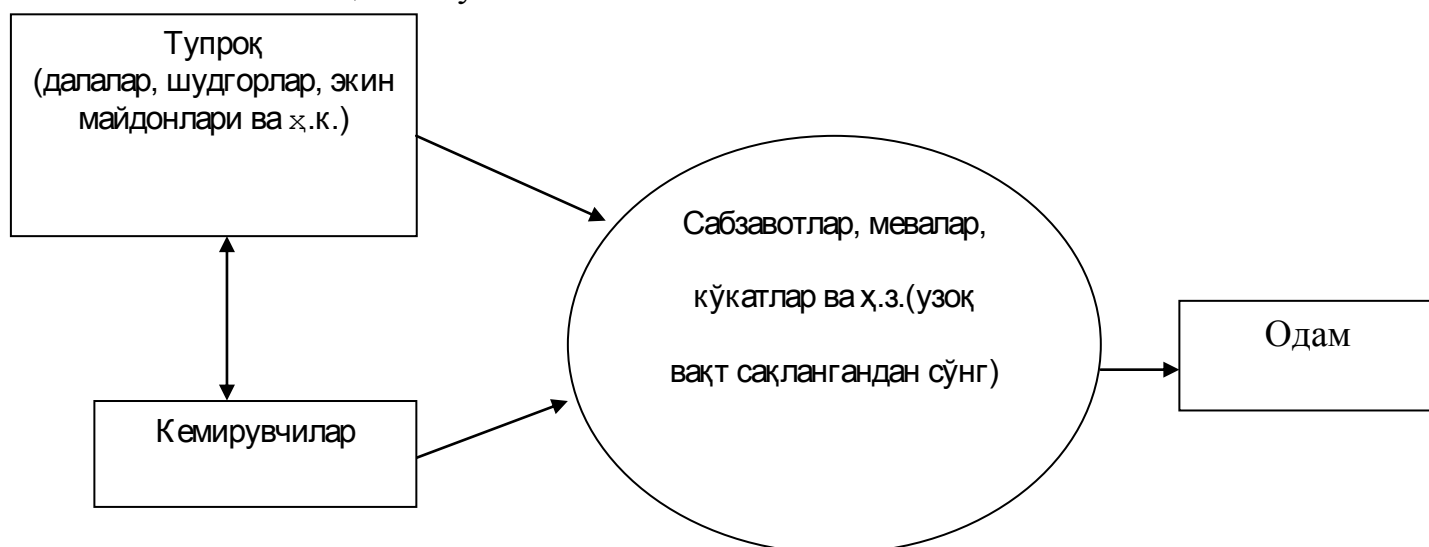 Тупроқ
(далалар, шудгорлар, экин
майдонлари ва ҳ.к.)
Сабзавотлар, мевалар,
кўкатлар ва ҳ.з.(узоқ
вақт сақлангандан сўнг)
Одам
Кемирувчилар